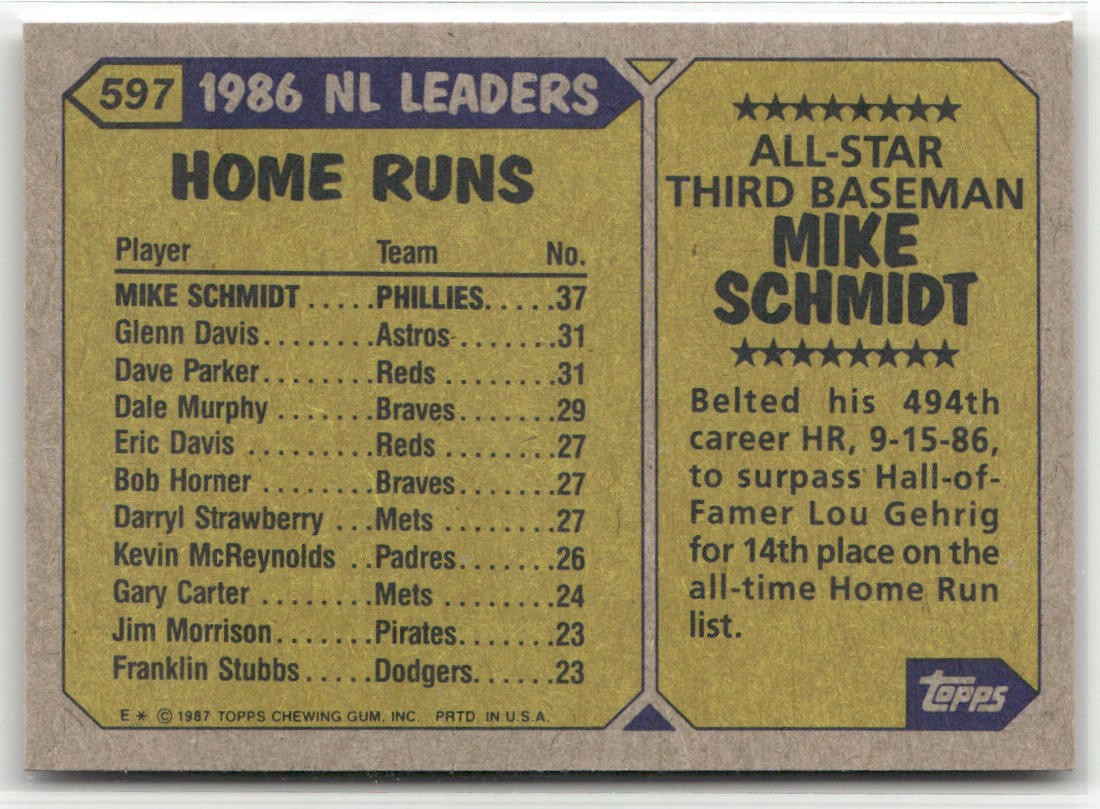 597 1986 NL LEADERS
HOME RUNS
Player Team No.
MIKE SCHMIDT.....PHILLIES.....37
Glenn Davis.........Astros........31
Dave Parker.........Reds.........31
Dale Murphy ........Braves.......29
Eric Davis ..........Reds.........27
Bob Horner .........Braves.......27
Darryl Strawberry ...Mets ........27
Kevin McReynolds ..Padres.......26
Gary Carter .........Mets ........24
Jim Morrison........Pirates.......23
Franklin Stubbs......Dodgers......23
E * © 1987 TOPPS CHEWING GUM, INC. PRTD. IN U.S.A.
★★★★★★★★
ALL-STAR
THIRD BASEMAN
MIKE
SCHMIDT
★★★★★★★★
Belted his 494th
career HR, 9-15-86,
to surpass Hall-of-
Famer Lou Gehrig
for 14th place on the
all-time Home Run
list.
topps